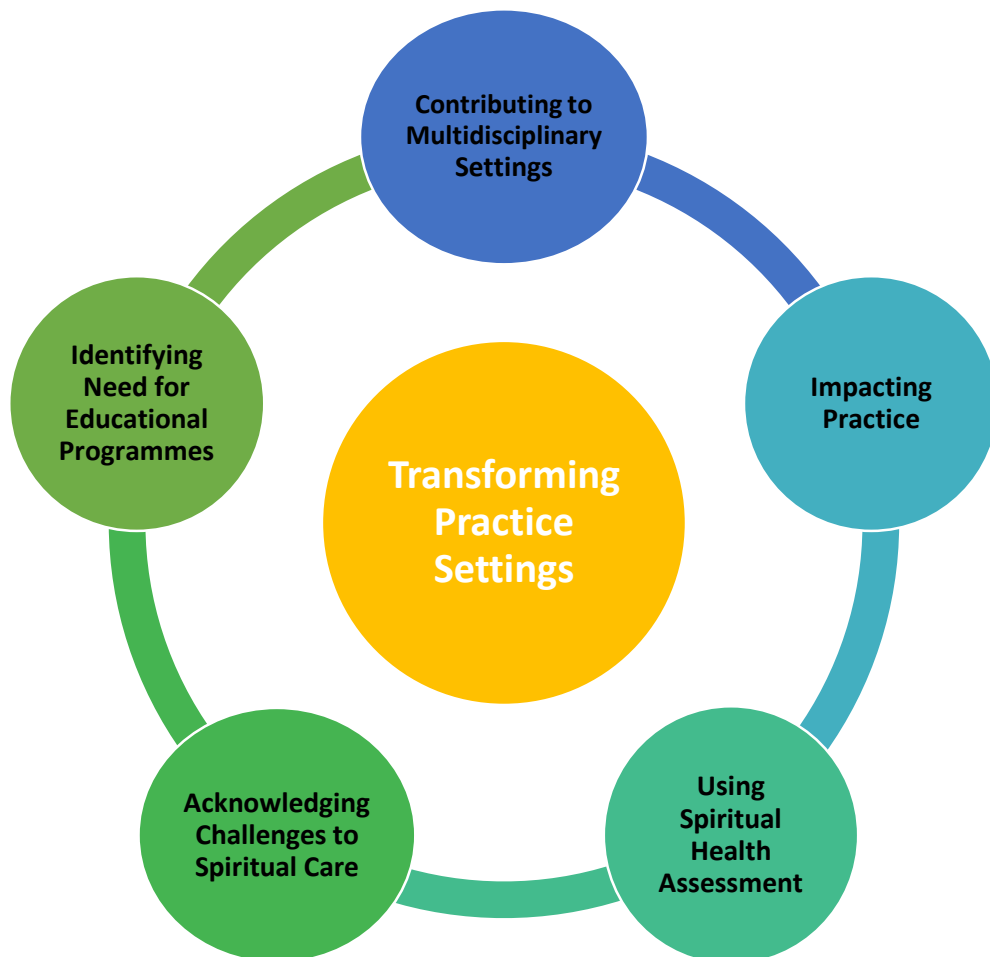 Contributing to
Multidisciplinary
Settings
Impacting
Practice
Using
Spiritual
Health
Assessment
Acknowledging
Challenges to
Spiritual Care
Identifying
Need for
Educational
Programmes
Transforming
Practice
Settings